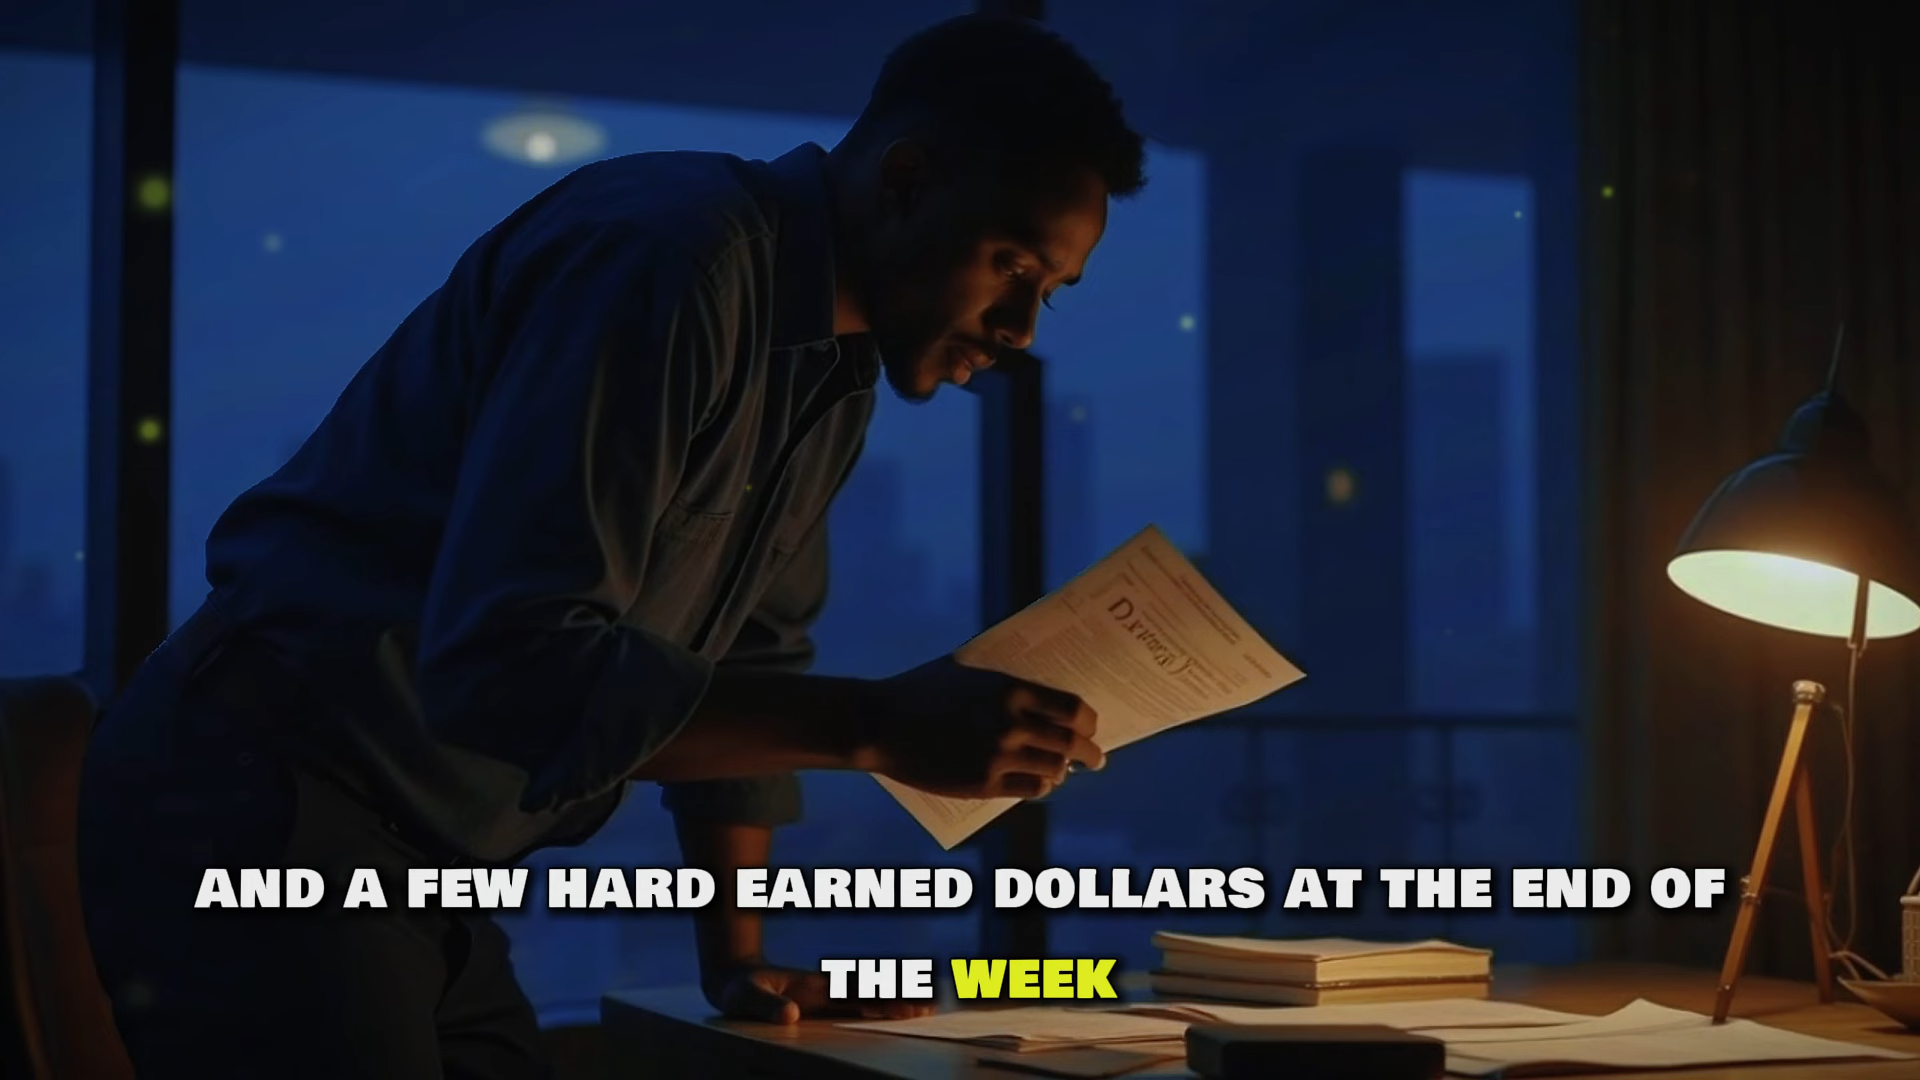 AND A FEW HARD EARNED DOLLARS AT THE END OF
THE WEEK